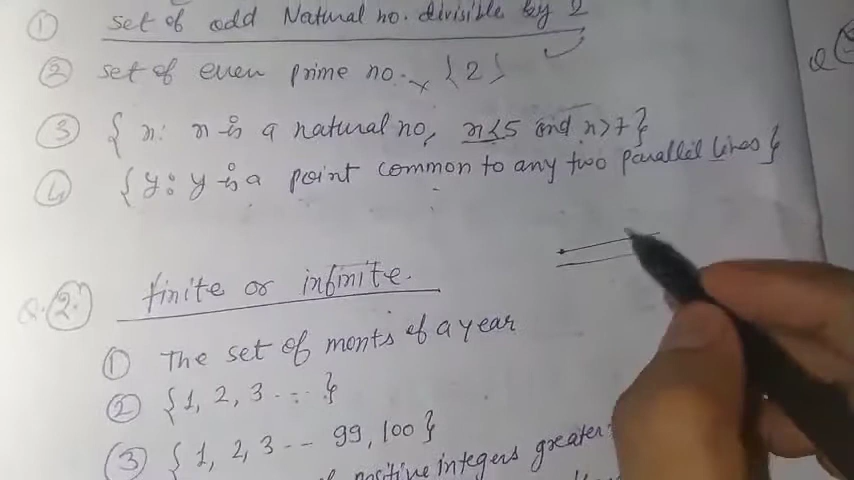 ① set of odd Natural no. divisible by 2
② set of even prime no. {2}
③ { n: n is a natural no, n<5 and n>7}
④ {y: y is a point common to any two parallel lines}
Q.2. finite or infinite.
① The set of monts of a year
② {1, 2, 3 ....}
③ {1, 2, 3 -- 99, 100}
positive integers greater